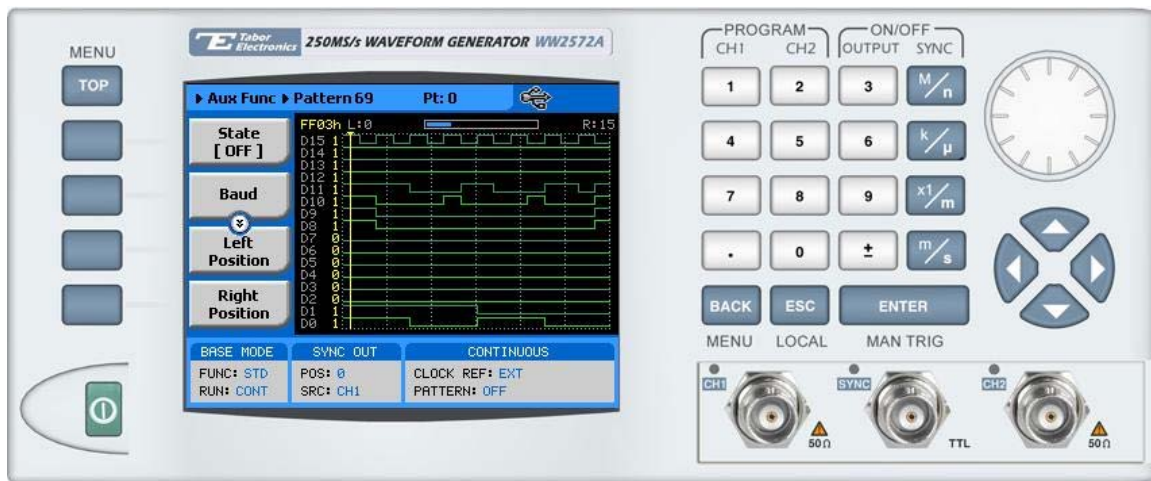 MENU
TOP
Tabor Electronics 250MS/s WAVEFORM GENERATOR WW2572A
Aux Func Pattern 69 Pt: 0
State [ OFF ]
Baud
Left Position
Right Position
FF03h L:0 R:15
D15 1
D14 1
D13 1
D12 1
D11 1
D10 1
D9 1
D8 1
D7 0
D6 0
D5 0
D4 0
D3 0
D2 0
D1 1
D0 1
BASE MODE
FUNC: STD
RUN: CONT
SYNC OUT
POS: 0
SRC: CH1
CONTINUOUS
CLOCK REF: EXT
PATTERN: OFF
PROGRAM ON/OFF
CH1 CH2 OUTPUT SYNC
1 2 3 M/n
4 5 6 k/µ
7 8 9 x1/m
. 0 ± m/s
BACK ESC ENTER
MENU LOCAL MAN TRIG
CH1 SYNC CH2
50Ω TTL 50Ω